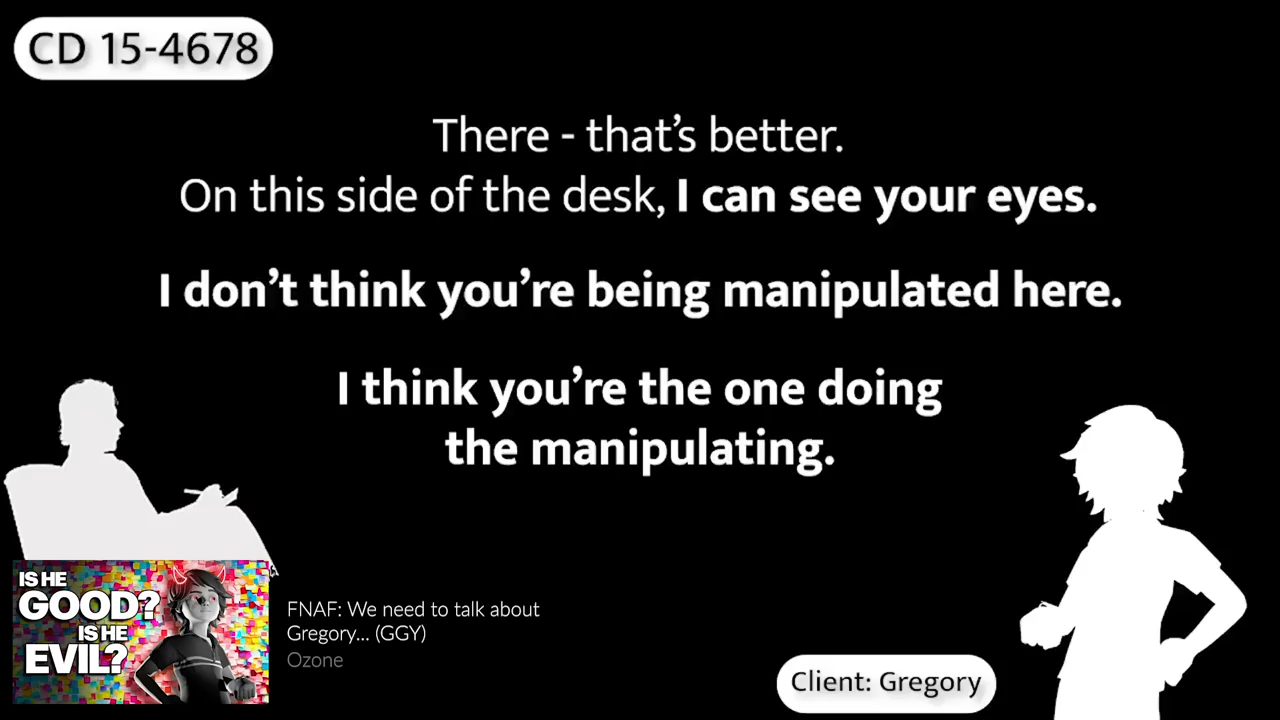 CD 15-4678
There - that's better.
On this side of the desk, I can see your eyes.
I don't think you're being manipulated here.
I think you're the one doing
the manipulating.
IS HE
GOOD?
IS HE
EVIL?
FNAF: We need to talk about
Gregory... (GGY)
Ozone
Client: Gregory